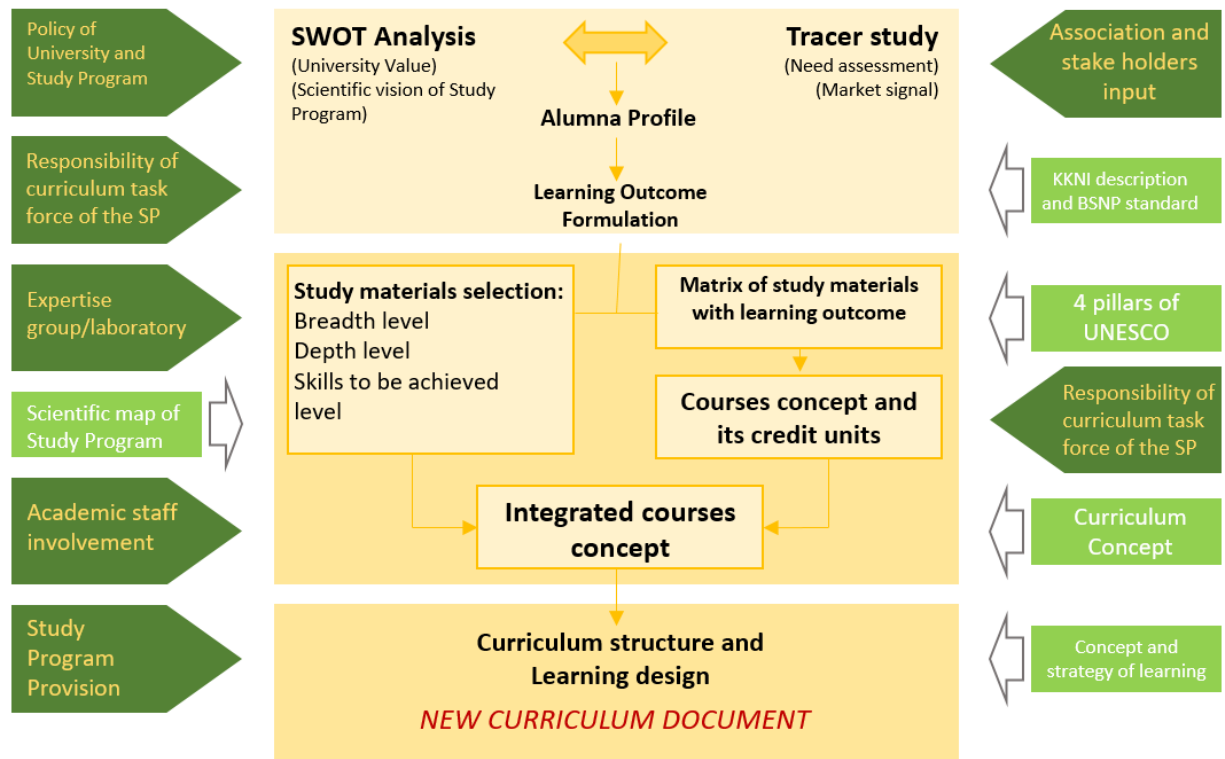 Policy of
University and
Study Program
SWOT Analysis
(University Value)
(Scientific vision of Study
Program)
Tracer study
(Need assessment)
(Market signal)
Association and
stake holders
input
Alumna Profile
Responsibility of
curriculum task
force of the SP
Learning Outcome
Formulation
KKNI description
and BSNP standard
Expertise
group/laboratory
Study materials selection:
Breadth level
Depth level
Skills to be achieved
level
Matrix of study materials
with learning outcome
4 pillars of
UNESCO
Scientific map of
Study Program
Courses concept and
its credit units
Responsibility of
curriculum task
force of the SP
Academic staff
involvement
Integrated courses
concept
Curriculum
Concept
Study
Program
Provision
Curriculum structure and
Learning design
NEW CURRICULUM DOCUMENT
Concept and
strategy of learning